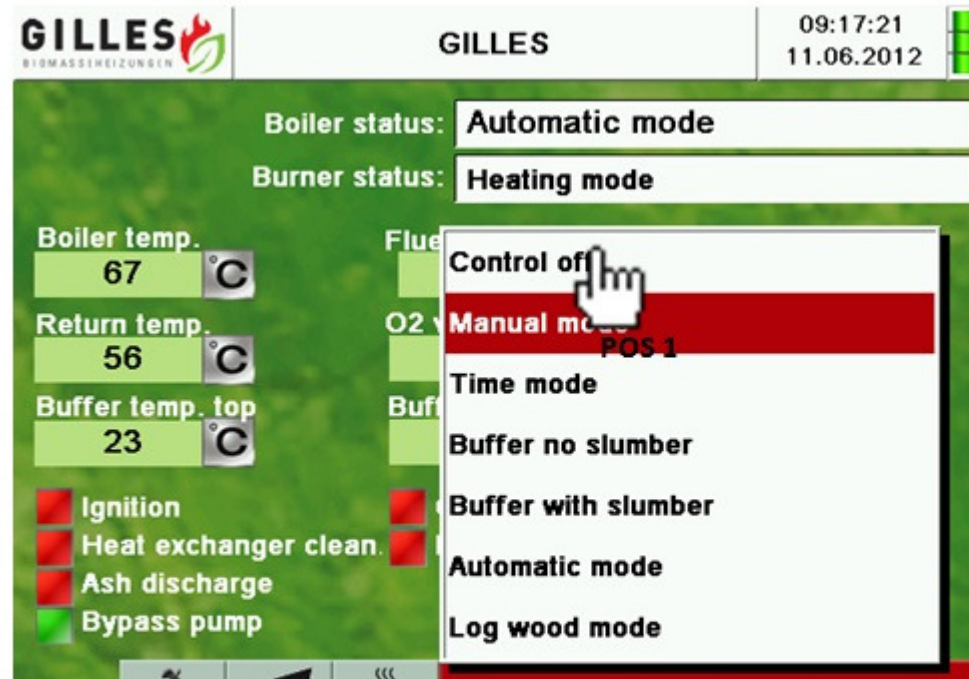 GILLES
BIOMASSEHEIZUNGEN
GILLES
09:17:21
11.06.2012
Boiler status: Automatic mode
Burner status: Heating mode
Boiler temp.
67 °C
Flue
Return temp.
56 °C
O2
Buffer temp. top
23 °C
Buff
Control off
Manual mode
POS 1
Time mode
Buffer no slumber
Buffer with slumber
Automatic mode
Log wood mode
Ignition
Heat exchanger clean.
Ash discharge
Bypass pump